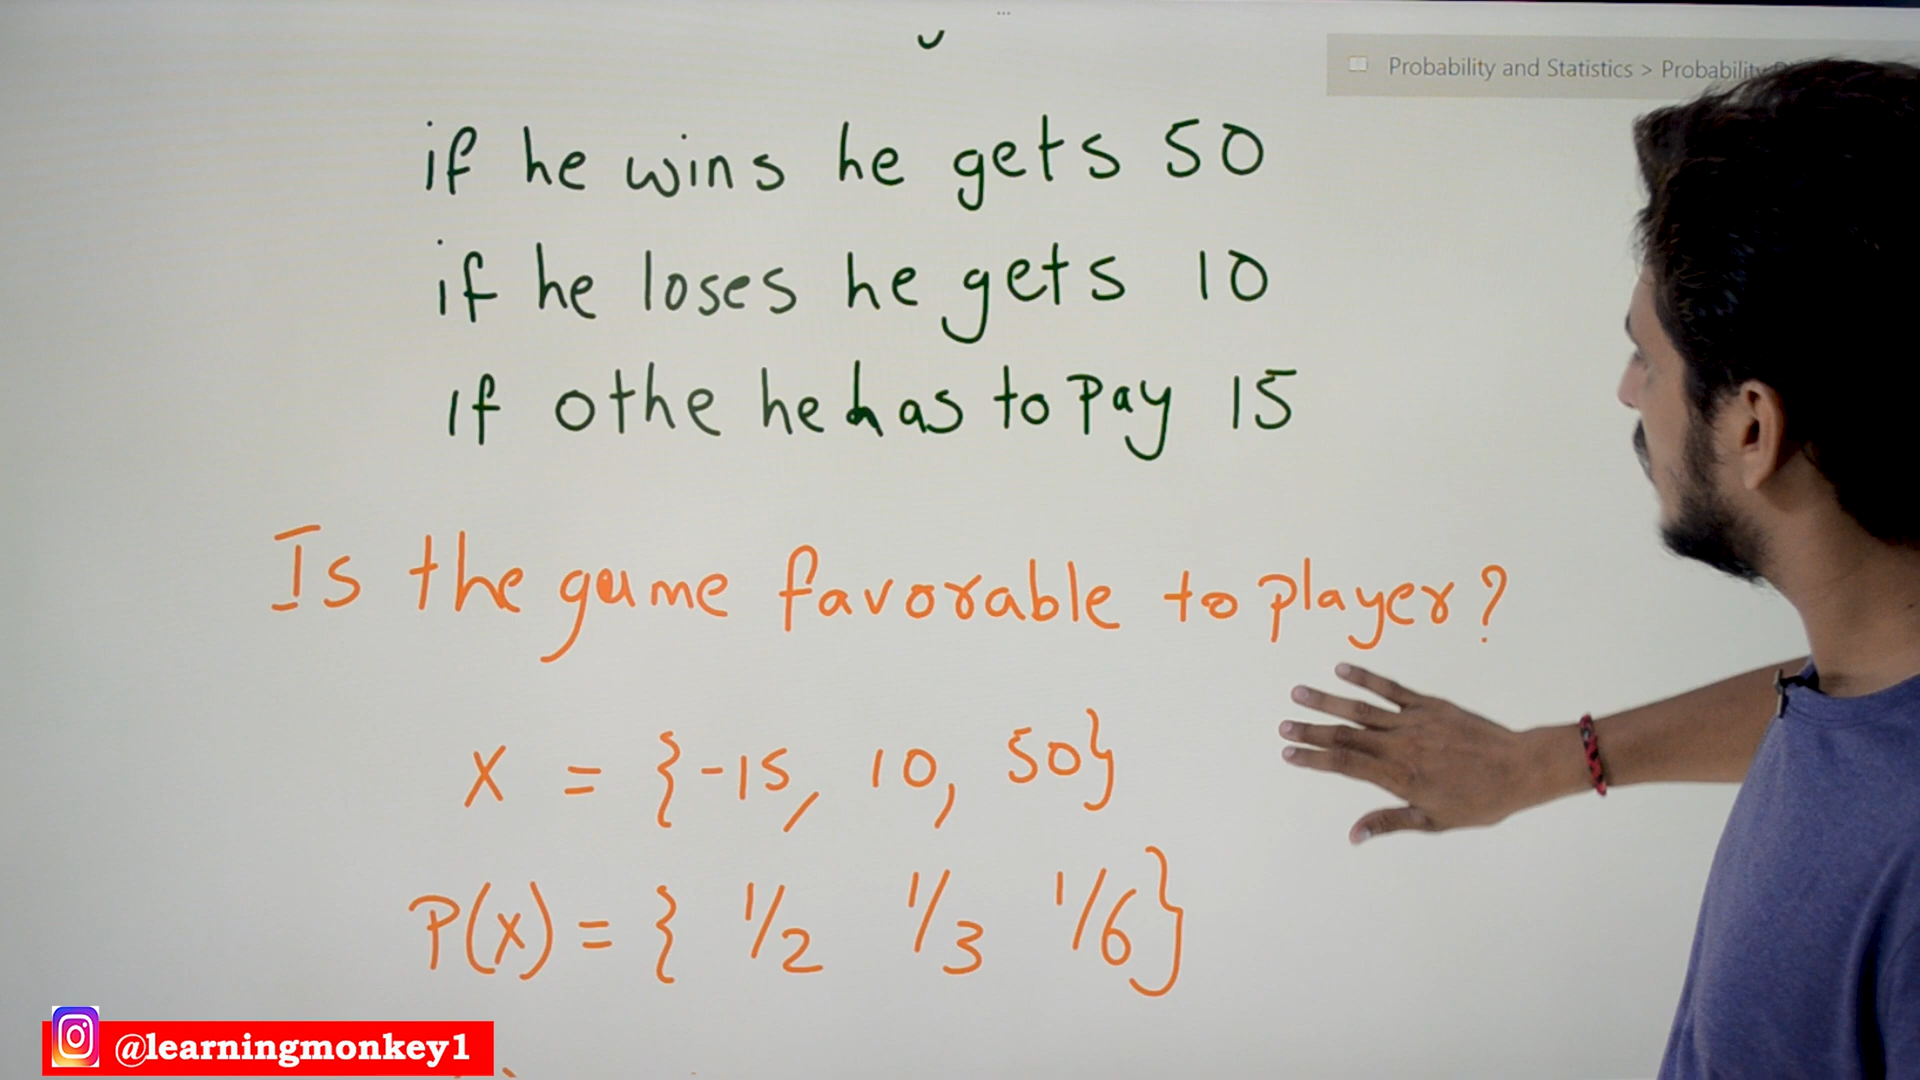 Probability and Statistics > Probability
if he wins he gets 50
if he loses he gets 10
if othe he has to pay 15
Is the game favorable to player?
X = {-15, 10, 50}
P(X) = { 1/2 1/3 1/6}
@learningmonkey1